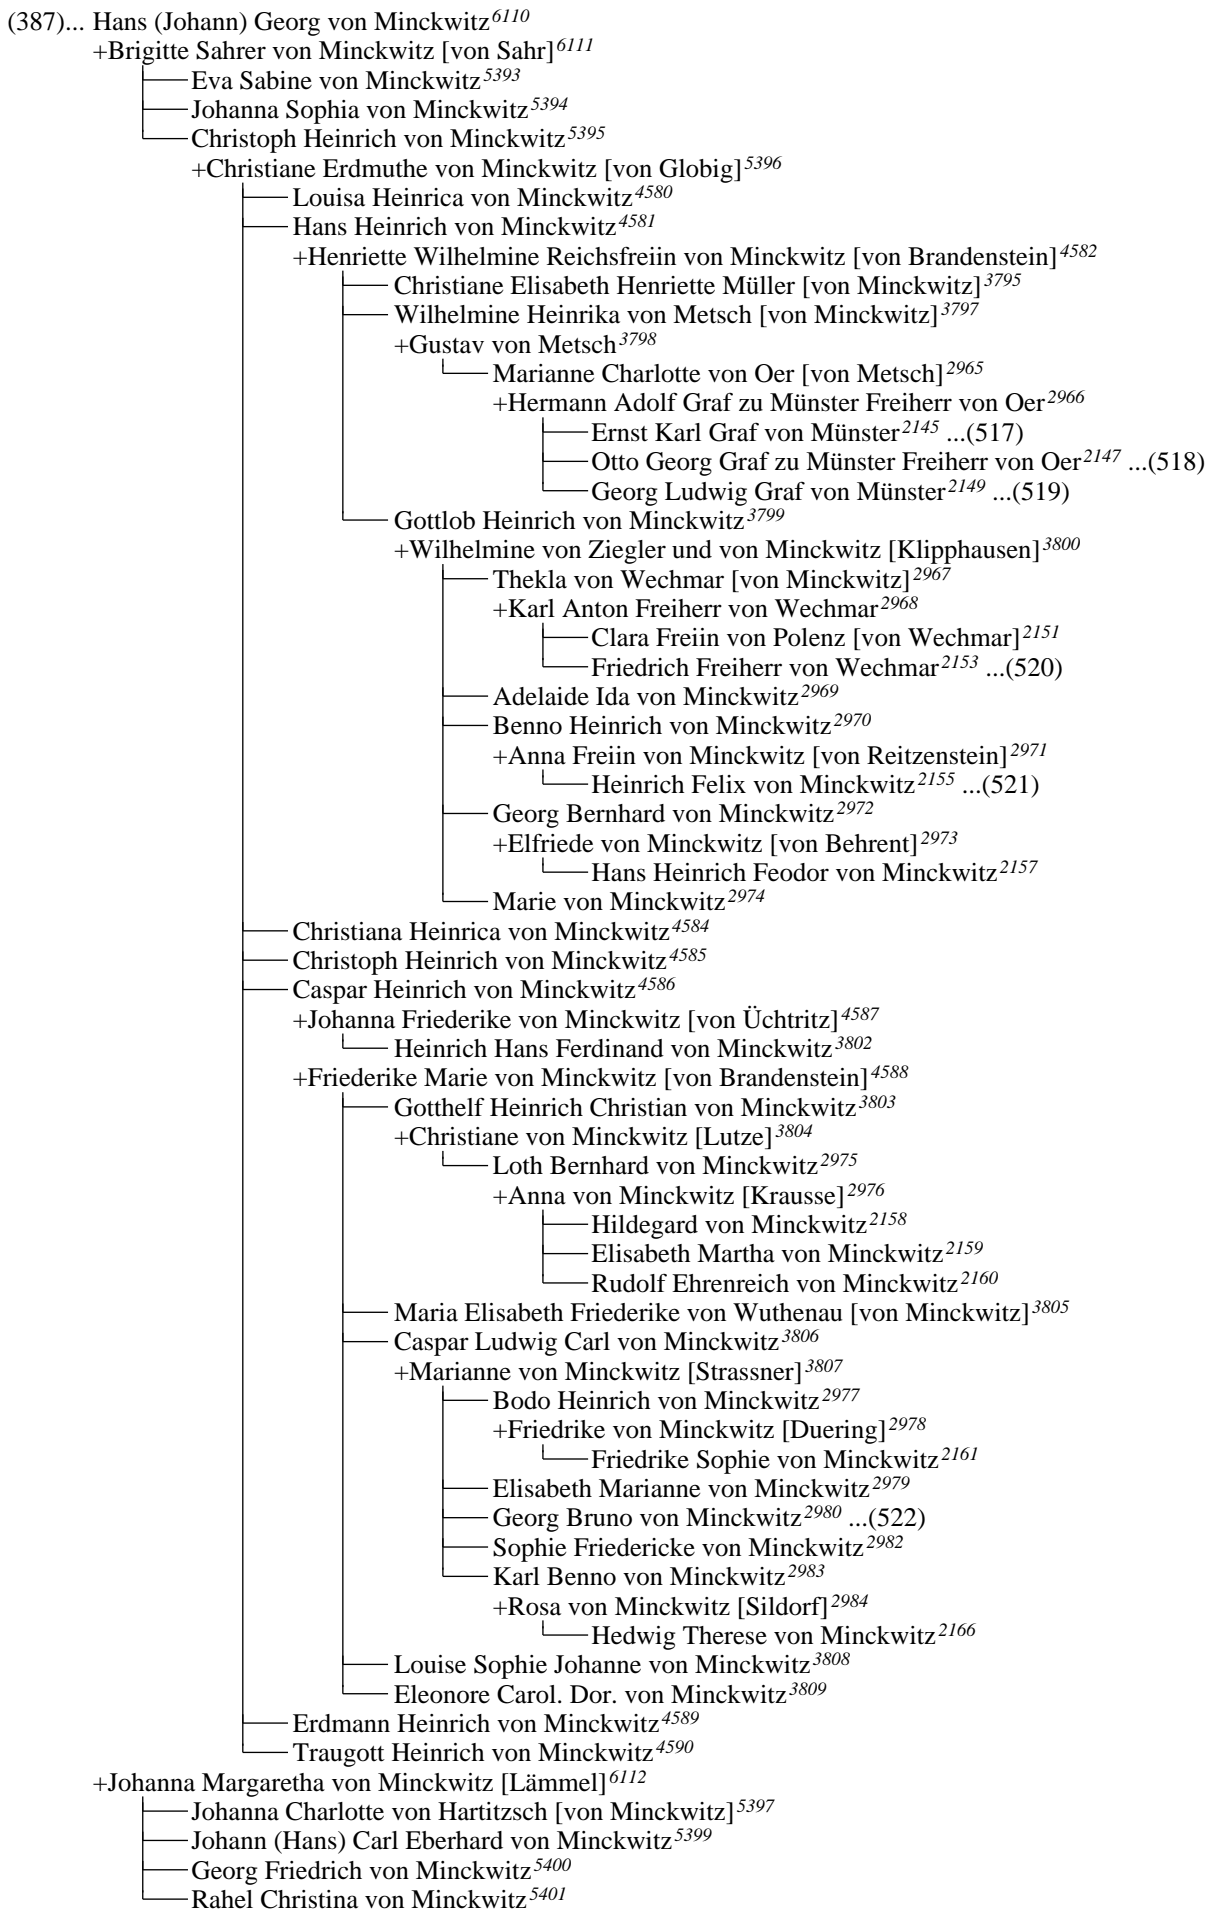 (387)... Hans (Johann) Georg von Minckwitz6110
+Brigitte Sahrer von Minckwitz [von Sahr]6111
Eva Sabine von Minckwitz5393
Johanna Sophia von Minckwitz5394
Christoph Heinrich von Minckwitz5395
+Christiane Erdmuthe von Minckwitz [von Globig]5396
Louisa Heinrica von Minckwitz4580
Hans Heinrich von Minckwitz4581
+Henriette Wilhelmine Reichsfreiin von Minckwitz [von Brandenstein]4582
Christiane Elisabeth Henriette Müller [von Minckwitz]3795
Wilhelmine Heinrika von Metsch [von Minckwitz]3797
+Gustav von Metsch3798
Marianne Charlotte von Oer [von Metsch]2965
+Hermann Adolf Graf zu Münster Freiherr von Oer2966
Ernst Karl Graf von Münster2145 ...(517)
Otto Georg Graf zu Münster Freiherr von Oer2147 ...(518)
Georg Ludwig Graf von Münster2149 ...(519)
Gottlob Heinrich von Minckwitz3799
+Wilhelmine von Ziegler und von Minckwitz [Klipphausen]3800
Thekla von Wechmar [von Minckwitz]2967
+Karl Anton Freiherr von Wechmar2968
Clara Freiin von Polenz [von Wechmar]2151
Friedrich Freiherr von Wechmar2153 ...(520)
Adelaide Ida von Minckwitz2969
Benno Heinrich von Minckwitz2970
+Anna Freiin von Minckwitz [von Reitzenstein]2971
Heinrich Felix von Minckwitz2155 ...(521)
Georg Bernhard von Minckwitz2972
+Elfriede von Minckwitz [von Behrent]2973
Hans Heinrich Feodor von Minckwitz2157
Marie von Minckwitz2974
Christiana Heinrica von Minckwitz4584
Christoph Heinrich von Minckwitz4585
Caspar Heinrich von Minckwitz4586
+Johanna Friederike von Minckwitz [von Üchtritz]4587
Heinrich Hans Ferdinand von Minckwitz3802
+Friederike Marie von Minckwitz [von Brandenstein]4588
Gotthelf Heinrich Christian von Minckwitz3803
+Christiane von Minckwitz [Lutze]3804
Loth Bernhard von Minckwitz2975
+Anna von Minckwitz [Krausse]2976
Hildegard von Minckwitz2158
Elisabeth Martha von Minckwitz2159
Rudolf Ehrenreich von Minckwitz2160
Maria Elisabeth Friederike von Wuthenau [von Minckwitz]3805
Caspar Ludwig Carl von Minckwitz3806
+Marianne von Minckwitz [Strassner]3807
Bodo Heinrich von Minckwitz2977
+Friedrike von Minckwitz [Duering]2978
Friedrike Sophie von Minckwitz2161
Elisabeth Marianne von Minckwitz2979
Georg Bruno von Minckwitz2980 ...(522)
Sophie Friedericke von Minckwitz2982
Karl Benno von Minckwitz2983
+Rosa von Minckwitz [Sildorf]2984
Hedwig Therese von Minckwitz2166
Louise Sophie Johanne von Minckwitz3808
Eleonore Carol. Dor. von Minckwitz3809
Erdmann Heinrich von Minckwitz4589
Traugott Heinrich von Minckwitz4590
+Johanna Margaretha von Minckwitz [Lämmel]6112
Johanna Charlotte von Hartitzsch [von Minckwitz]5397
Johann (Hans) Carl Eberhard von Minckwitz5399
Georg Friedrich von Minckwitz5400
Rahel Christina von Minckwitz5401